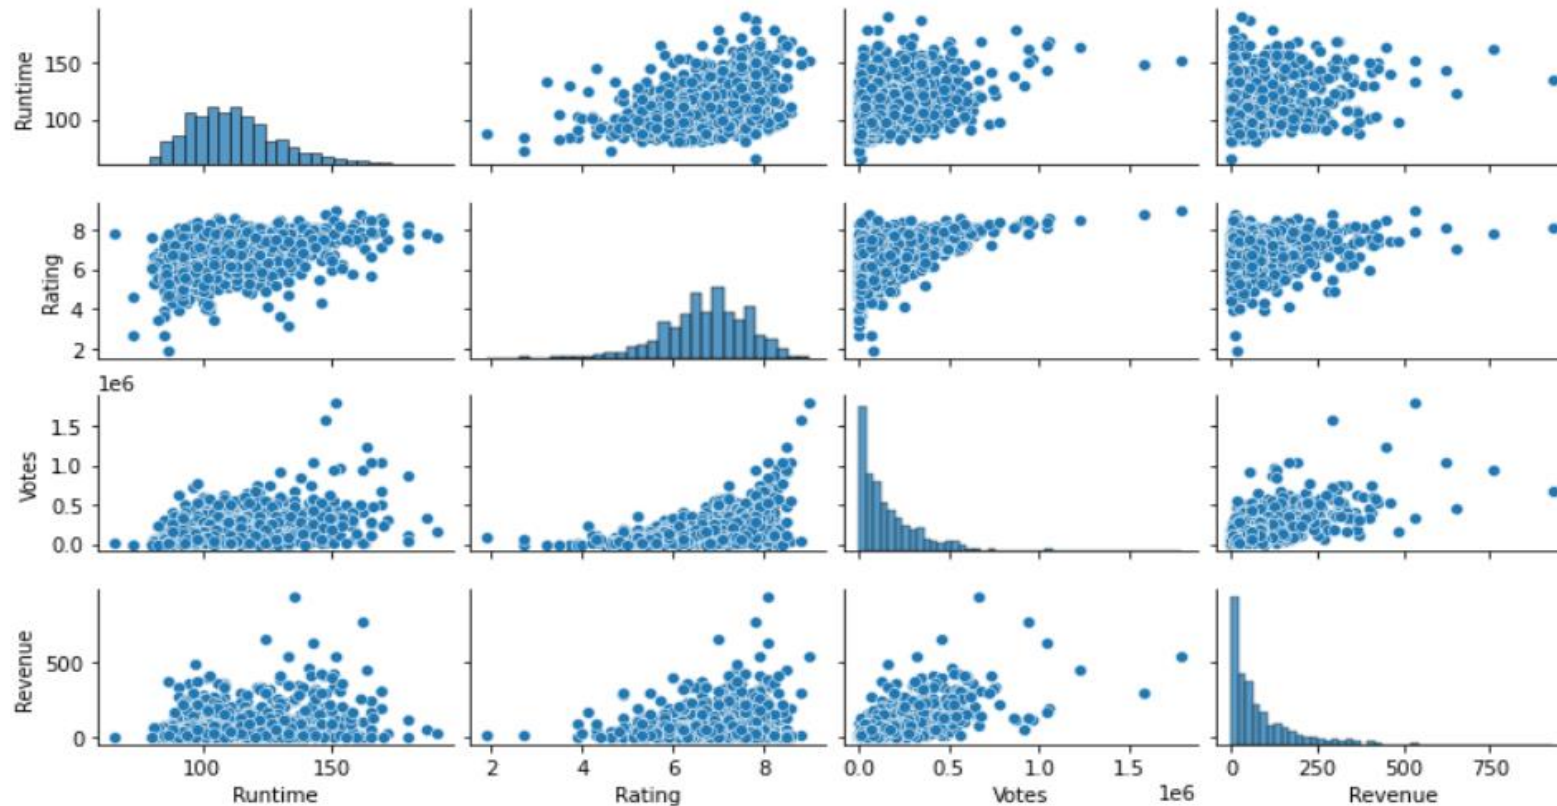 Runtime
150
100
Rating
8
6
4
2
1e6
Votes
1.5
1.0
0.5
0.0
Revenue
500
0
100 150 2 4 6 8 0.0 0.5 1.0 1.5 0 250 500 750
Runtime Rating Votes 1e6 Revenue